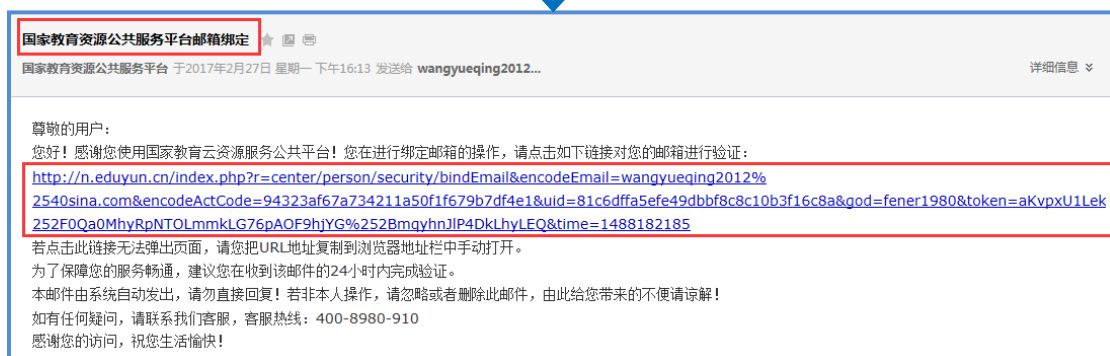 国家教育资源公共服务平台邮箱绑定
国家教育资源公共服务平台 于2017年2月27日 星期一 下午16:13 发送给 wangyueqing2012...
详细信息
尊敬的用户：
您好！感谢您使用国家教育云资源服务公共平台！您在进行绑定邮箱的操作，请点击如下链接对您的邮箱进行验证：
http://n.eduyun.cn/index.php?r=center/person/security/bindEmail&encodeEmail=wangyueqing2012%
2540sina.com&encodeActCode=94323af67a734211a50f1f679b7df4e1&uid=81c6dffa5efe49dbbf8c8c10b3f16c8a&god=fener1980&token=aKvpxU1Lek
252F0Qa0MhyRpNTOLmmkLG76pAOF9hjYG%252BmqyhnJlP4DkLhyLEQ&time=1488182185
若点击此链接无法弹出页面，请您把URL地址复制到浏览器地址栏中手动打开。
为了保障您的服务畅通，建议您在收到该邮件的24小时内完成验证。
本邮件由系统自动发出，请勿直接回复！若非本人操作，请忽略或者删除此邮件，由此给您带来的不便请谅解！
如有任何疑问，请联系我们客服，客服热线：400-8980-910
感谢您的访问，祝您生活愉快！